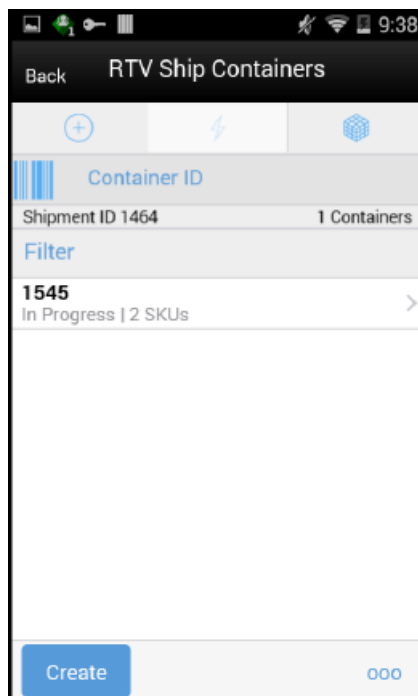 9:38
Back RTV Ship Containers
Container ID
Shipment ID 1464 1 Containers
Filter
1545
In Progress | 2 SKUs
Create ooo